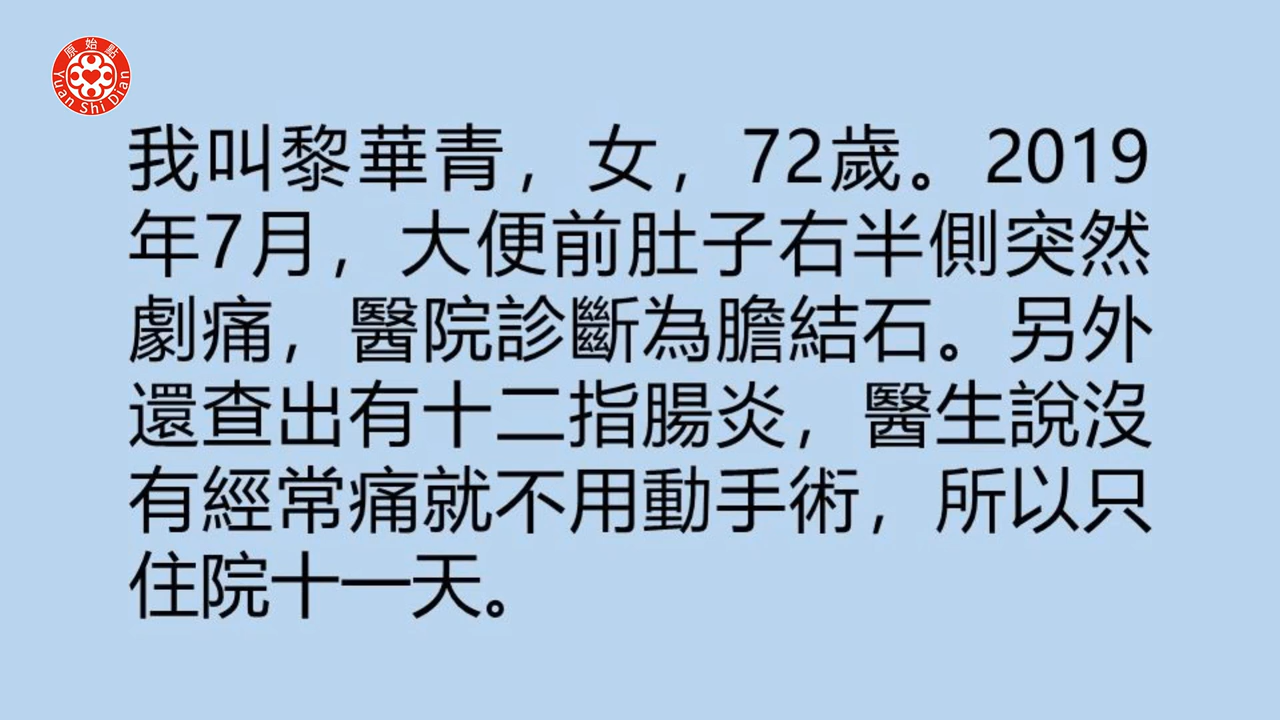 原始點
Yuan Shi Dian
我叫黎華青，女，72歲。2019
年7月，大便前肚子右半側突然
劇痛，醫院診斷為膽結石。另外
還查出有十二指腸炎，醫生說沒
有經常痛就不用動手術，所以只
住院十一天。